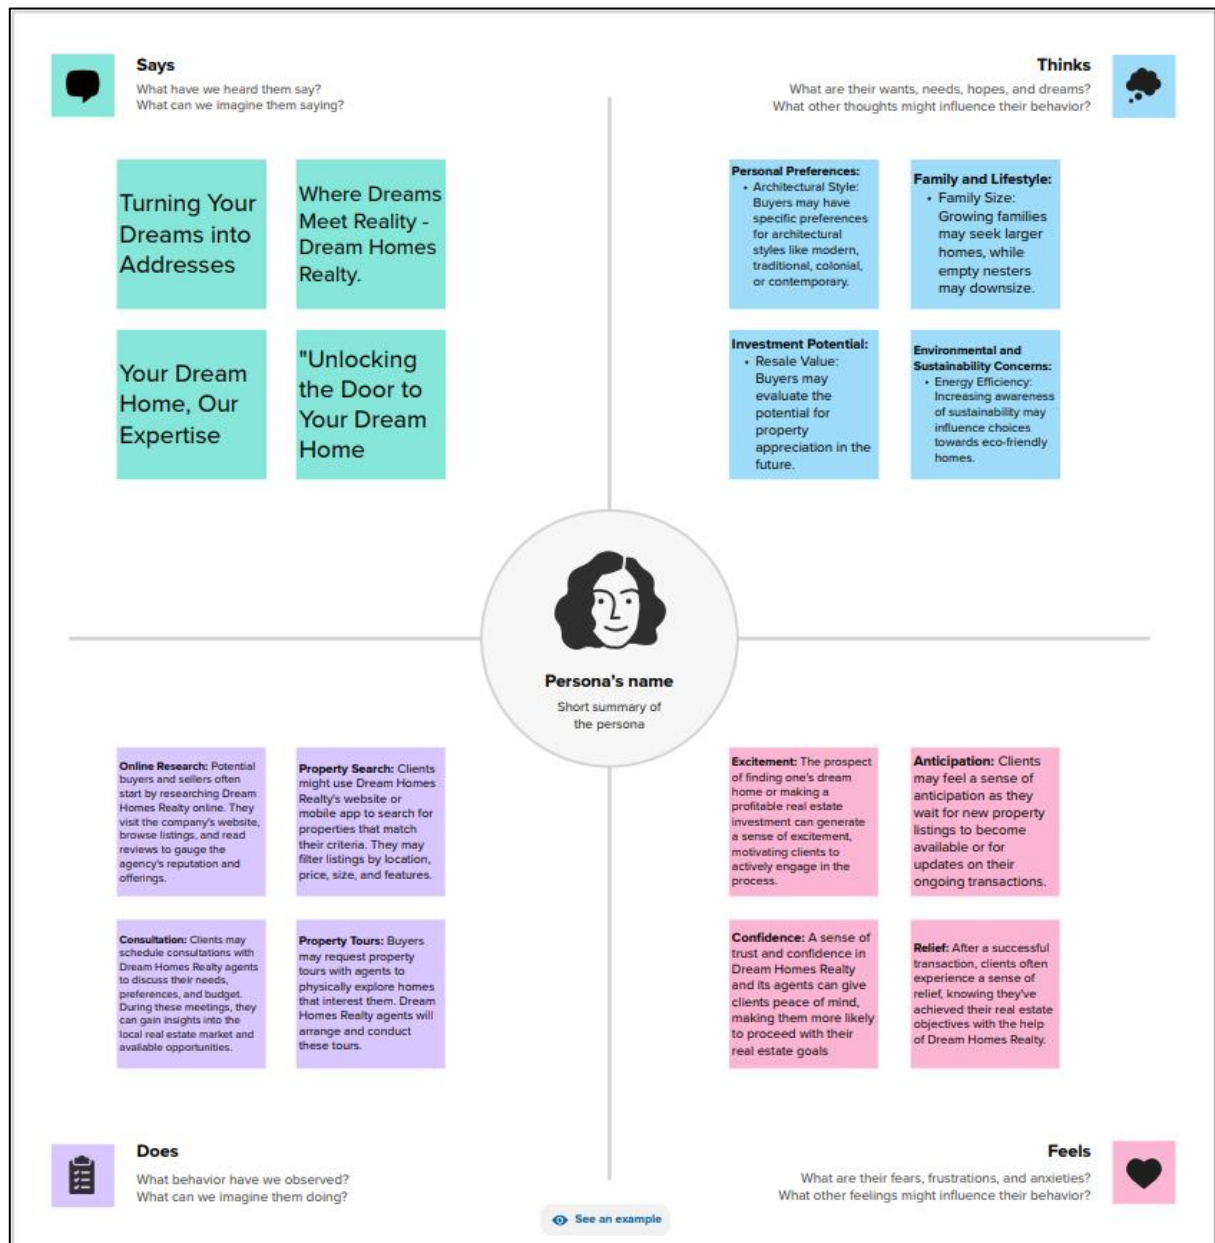 Says
What have we heard them say?
What can we imagine them saying?
Thinks
What are their wants, needs, hopes, and dreams?
What other thoughts might influence their behavior?
Turning Your
Dreams into
Addresses
Where Dreams
Meet Reality -
Dream Homes
Realty.
Your Dream
Home, Our
Expertise
"Unlocking
the Door to
Your Dream
Home
Personal Preferences:
• Architectural Style:
Buyers may have
specific preferences
for architectural
styles like modern,
traditional, colonial,
or contemporary.
Family and Lifestyle:
• Family Size:
Growing families
may seek larger
homes, while
empty nesters
may downsize.
Investment Potential:
• Resale Value:
Buyers may
evaluate the
potential for
property
appreciation in the
future.
Environmental and
Sustainability Concerns:
• Energy Efficiency:
Increasing awareness
of sustainability may
influence choices
towards eco-friendly
homes.
Persona's name
Short summary of
the persona
Online Research: Potential
buyers and sellers often
start by researching Dream
Homes Realty online. They
visit the company's website,
browse listings, and read
reviews to gauge the
agency's reputation and
offerings.
Property Search: Clients
might use Dream Homes
Realty's website or
mobile app to search for
properties that match
their criteria. They may
filter listings by location,
price, size, and features.
Consultation: Clients may
schedule consultations with
Dream Homes Realty agents
to discuss their needs,
preferences, and budget.
During these meetings, they
can gain insights into the
local real estate market and
available opportunities.
Property Tours: Buyers
may request property
tours with agents to
physically explore homes
that interest them. Dream
Homes Realty agents will
arrange and conduct
these tours.
Excitement: The prospect
of finding one's dream
home or making a
profitable real estate
investment can generate
a sense of excitement,
motivating clients to
actively engage in the
process.
Anticipation: Clients
may feel a sense of
anticipation as they
wait for new property
listings to become
available or for
updates on their
ongoing transactions.
Confidence: A sense of
trust and confidence in
Dream Homes Realty
and its agents can give
clients peace of mind,
making them more likely
to proceed with their
real estate goals
Relief: After a successful
transaction, clients often
experience a sense of
relief, knowing they've
achieved their real estate
objectives with the help
of Dream Homes Realty.
Does
What behavior have we observed?
What can we imagine them doing?
Feels
What are their fears, frustrations, and anxieties?
What other feelings might influence their behavior?
See an example